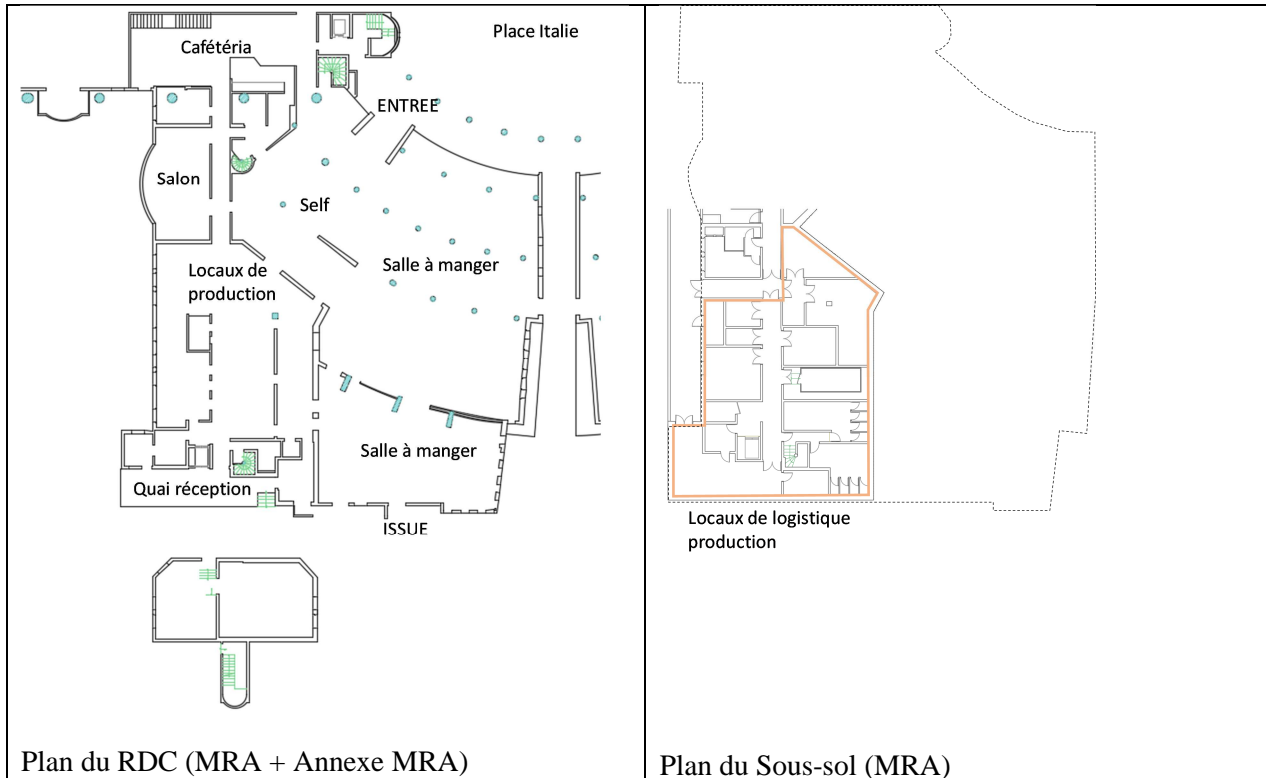 Place Italie
Cafétéria
ENTREE
Salon
Self
Locaux de
production
Salle à manger
Salle à manger
Quai réception
ISSUE
Plan du RDC (MRA + Annexe MRA)
Locaux de logistique
production
Plan du Sous-sol (MRA)